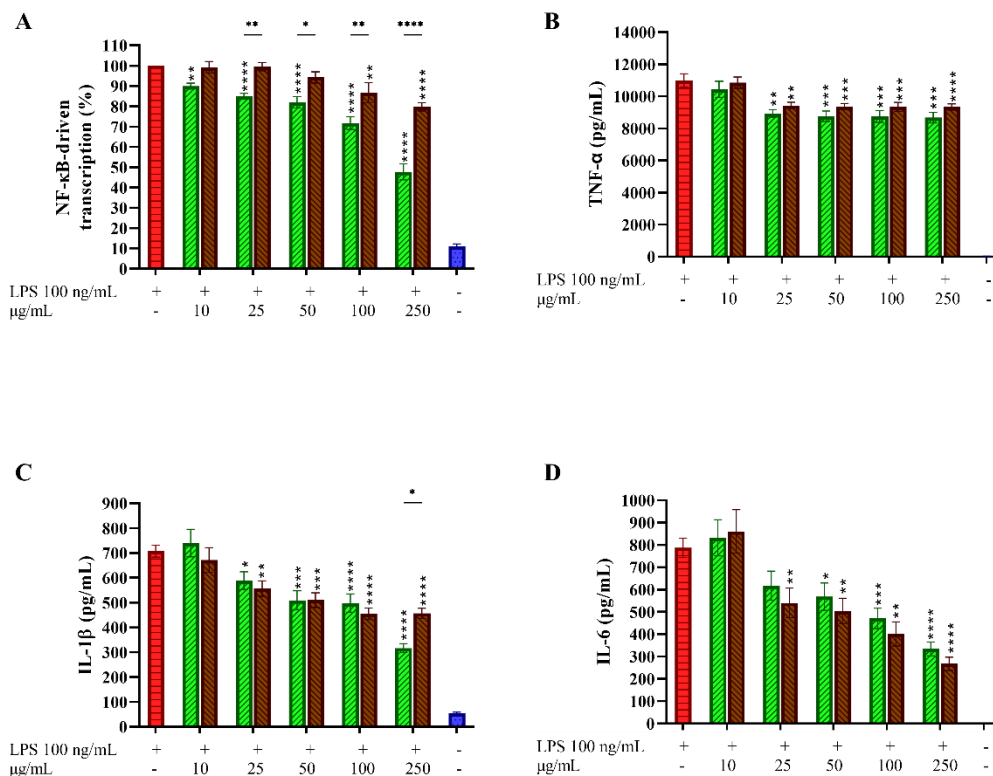 A
** * ** ****
110
100
90
80
70
60
50
40
30
20
10
0
NF-κB-driven
transcription (%)
** **** **** **** ** **** ****
LPS 100 ng/mL + + + + + + -
μg/mL - 10 25 50 100 250 -
B
14000
12000
10000
8000
6000
4000
2000
0
TNF-α (pg/mL)
** ** *** *** *** *** *** ****
LPS 100 ng/mL + + + + + + -
μg/mL - 10 25 50 100 250 -
C
*
900
800
700
600
500
400
300
200
100
0
IL-1β (pg/mL)
* ** *** *** **** **** **** ****
LPS 100 ng/mL + + + + + + -
μg/mL - 10 25 50 100 250 -
D
1000
900
800
700
600
500
400
300
200
100
0
IL-6 (pg/mL)
** * ** *** ** **** ****
LPS 100 ng/mL + + + + + + -
μg/mL - 10 25 50 100 250 -